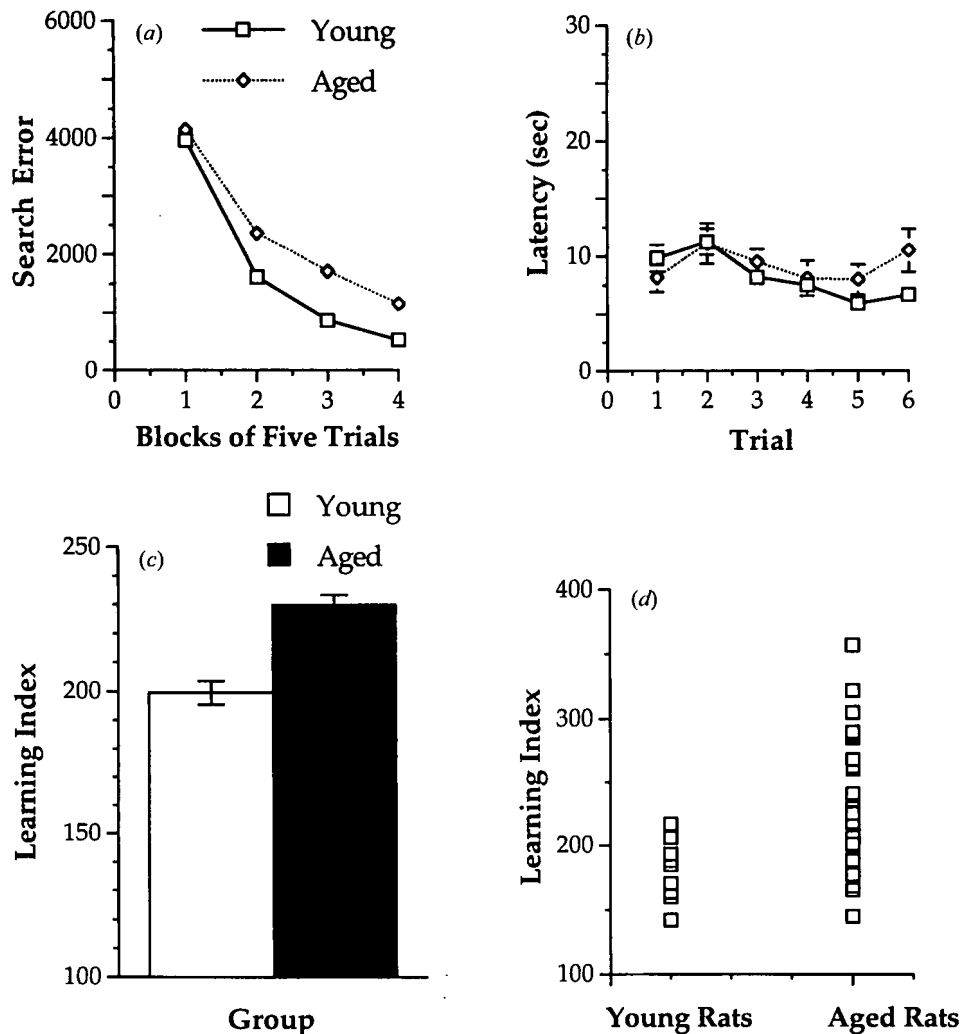 (a)
Young
Aged
6000
4000
2000
0
Search Error
0 1 2 3 4
Blocks of Five Trials
(b)
30
20
10
0
Latency (sec)
0 1 2 3 4 5 6
Trial
Young
Aged
(c)
250
200
150
100
Learning Index
Group
(d)
400
300
200
100
Learning Index
Young Rats Aged Rats